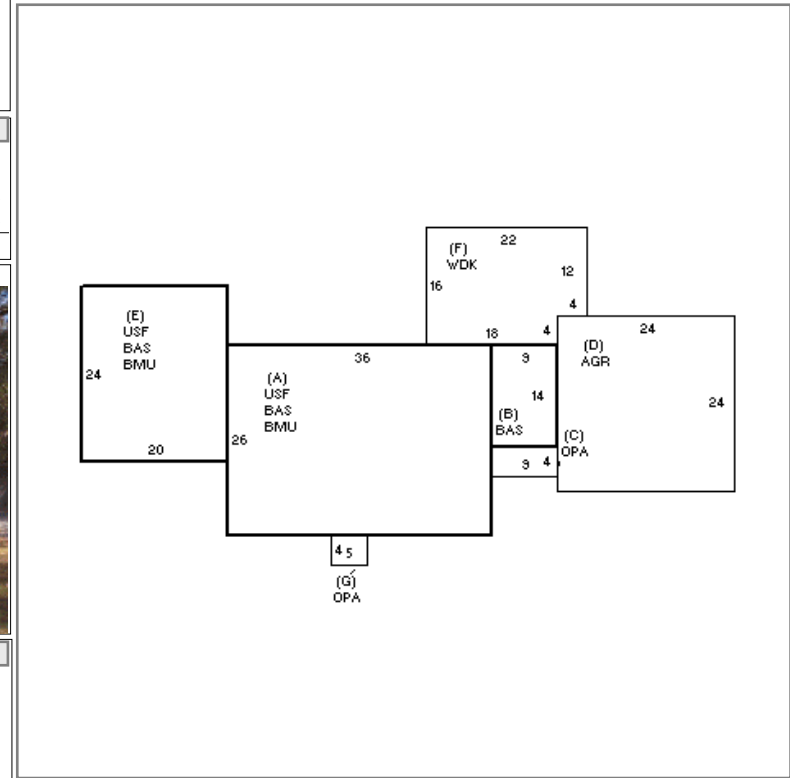 (F)
WDK
22
12
16
4
18
4
(E)
USF
BAS
BMU
24
20
36
(A)
USF
BAS
BMU
26
9
14
(B)
BAS
(D)
AGR
24
24
(C)
OPA
9
4
4
5
(G)
OPA